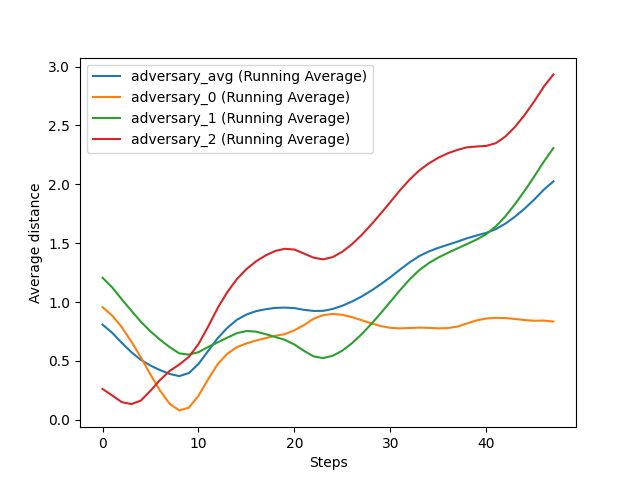 adversary_avg (Running Average)
adversary_0 (Running Average)
adversary_1 (Running Average)
adversary_2 (Running Average)
3.0
2.5
2.0
1.5
1.0
0.5
0.0
Average distance
0 10 20 30 40
Steps